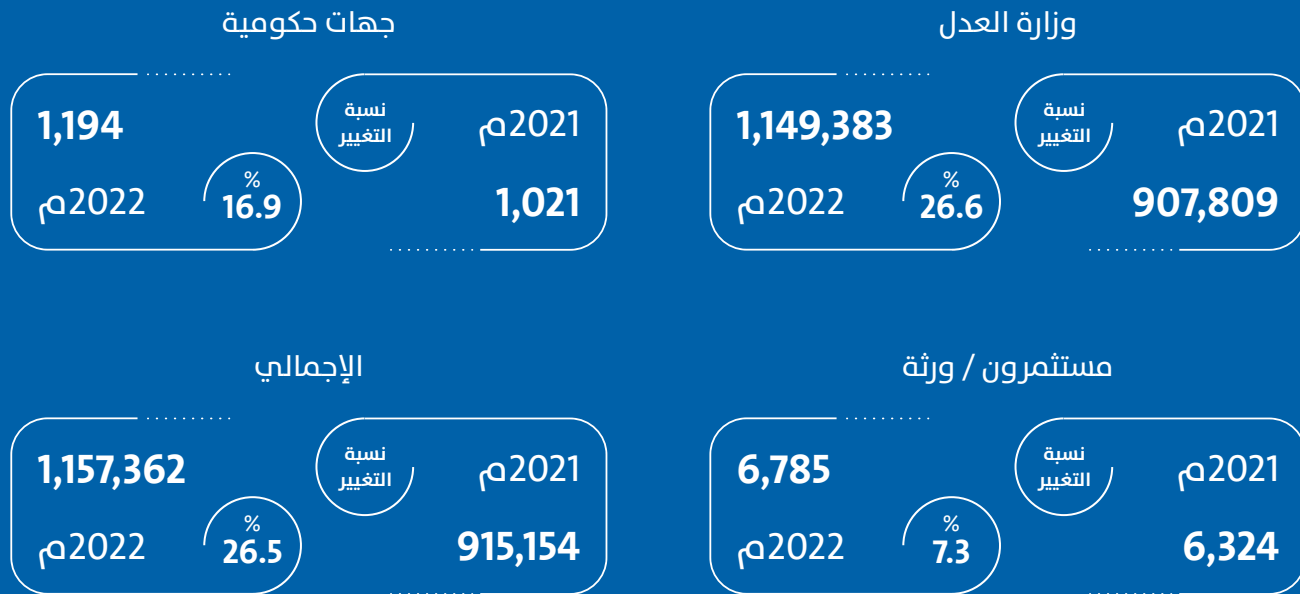 وزارة العدل
2021م
907,809
نسبة
التغيير
%
26.6
1,149,383
2022م
جهات حكومية
2021م
1,021
نسبة
التغيير
%
16.9
1,194
2022م
مستثمرون / ورثة
2021م
6,324
نسبة
التغيير
%
7.3
6,785
2022م
الإجمالي
2021م
915,154
نسبة
التغيير
%
26.5
1,157,362
2022م